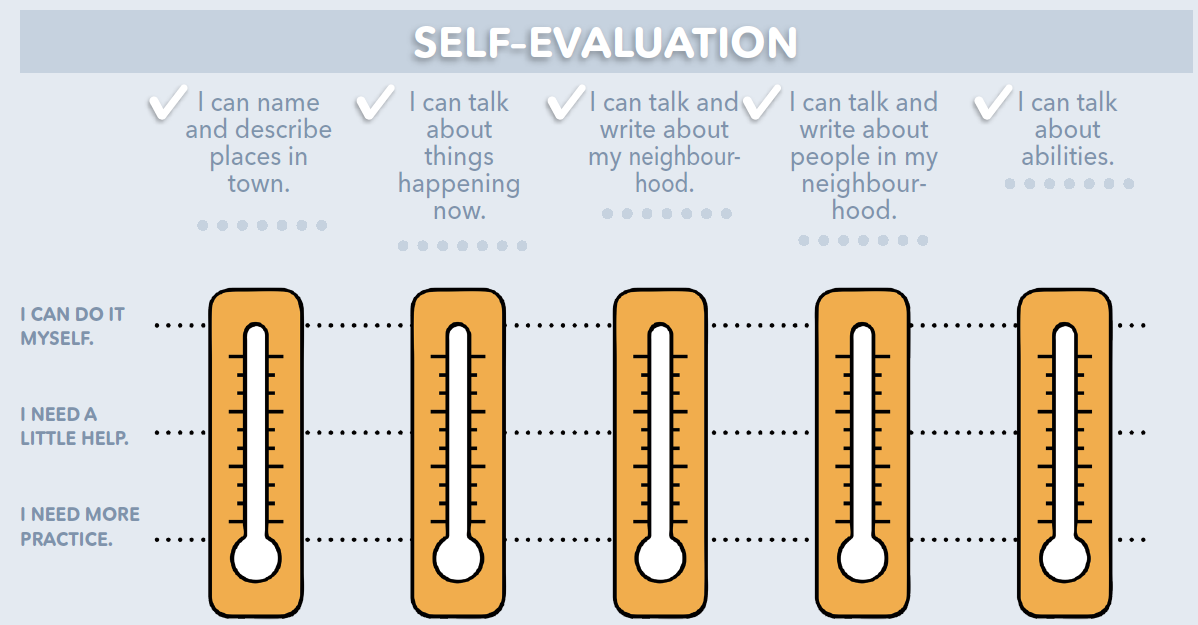 SELF-EVALUATION
I can name
and describe
places in
town.
I can talk
about
things
happening
now.
I can talk and
write about
my neighbour-
hood.
I can talk and
write about
people in my
neighbour-
hood.
I can talk
about
abilities.
I CAN DO IT
MYSELF.
I NEED A
LITTLE HELP.
I NEED MORE
PRACTICE.